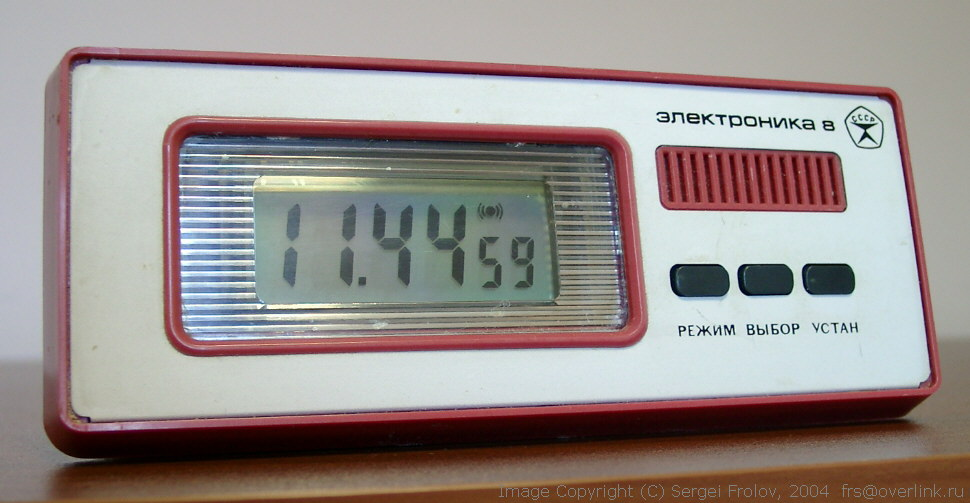 электроника 8
СССР
11.44 59
РЕЖИМ ВЫБОР УСТАН
Image Copyright (C) Sergei Frolov, 2004 frs@overlink.ru